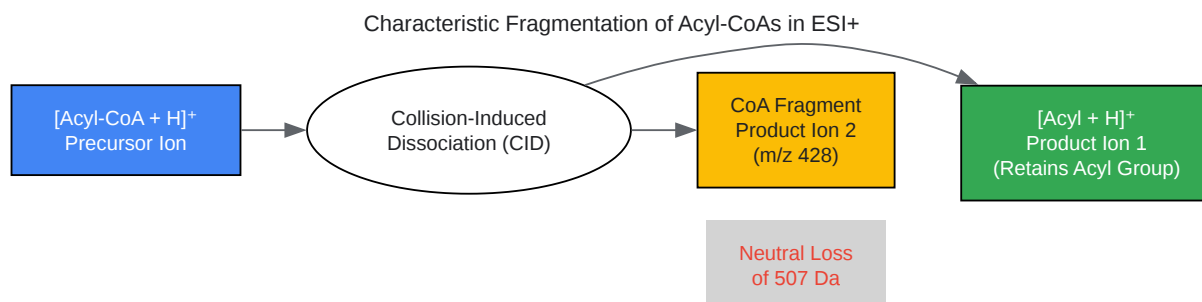 Characteristic Fragmentation of Acyl-CoAs in ESI+
[Acyl-CoA + H]⁺
Precursor Ion
Collision-Induced
Dissociation (CID)
CoA Fragment
Product Ion 2
(m/z 428)
[Acyl + H]⁺
Product Ion 1
(Retains Acyl Group)
Neutral Loss
of 507 Da